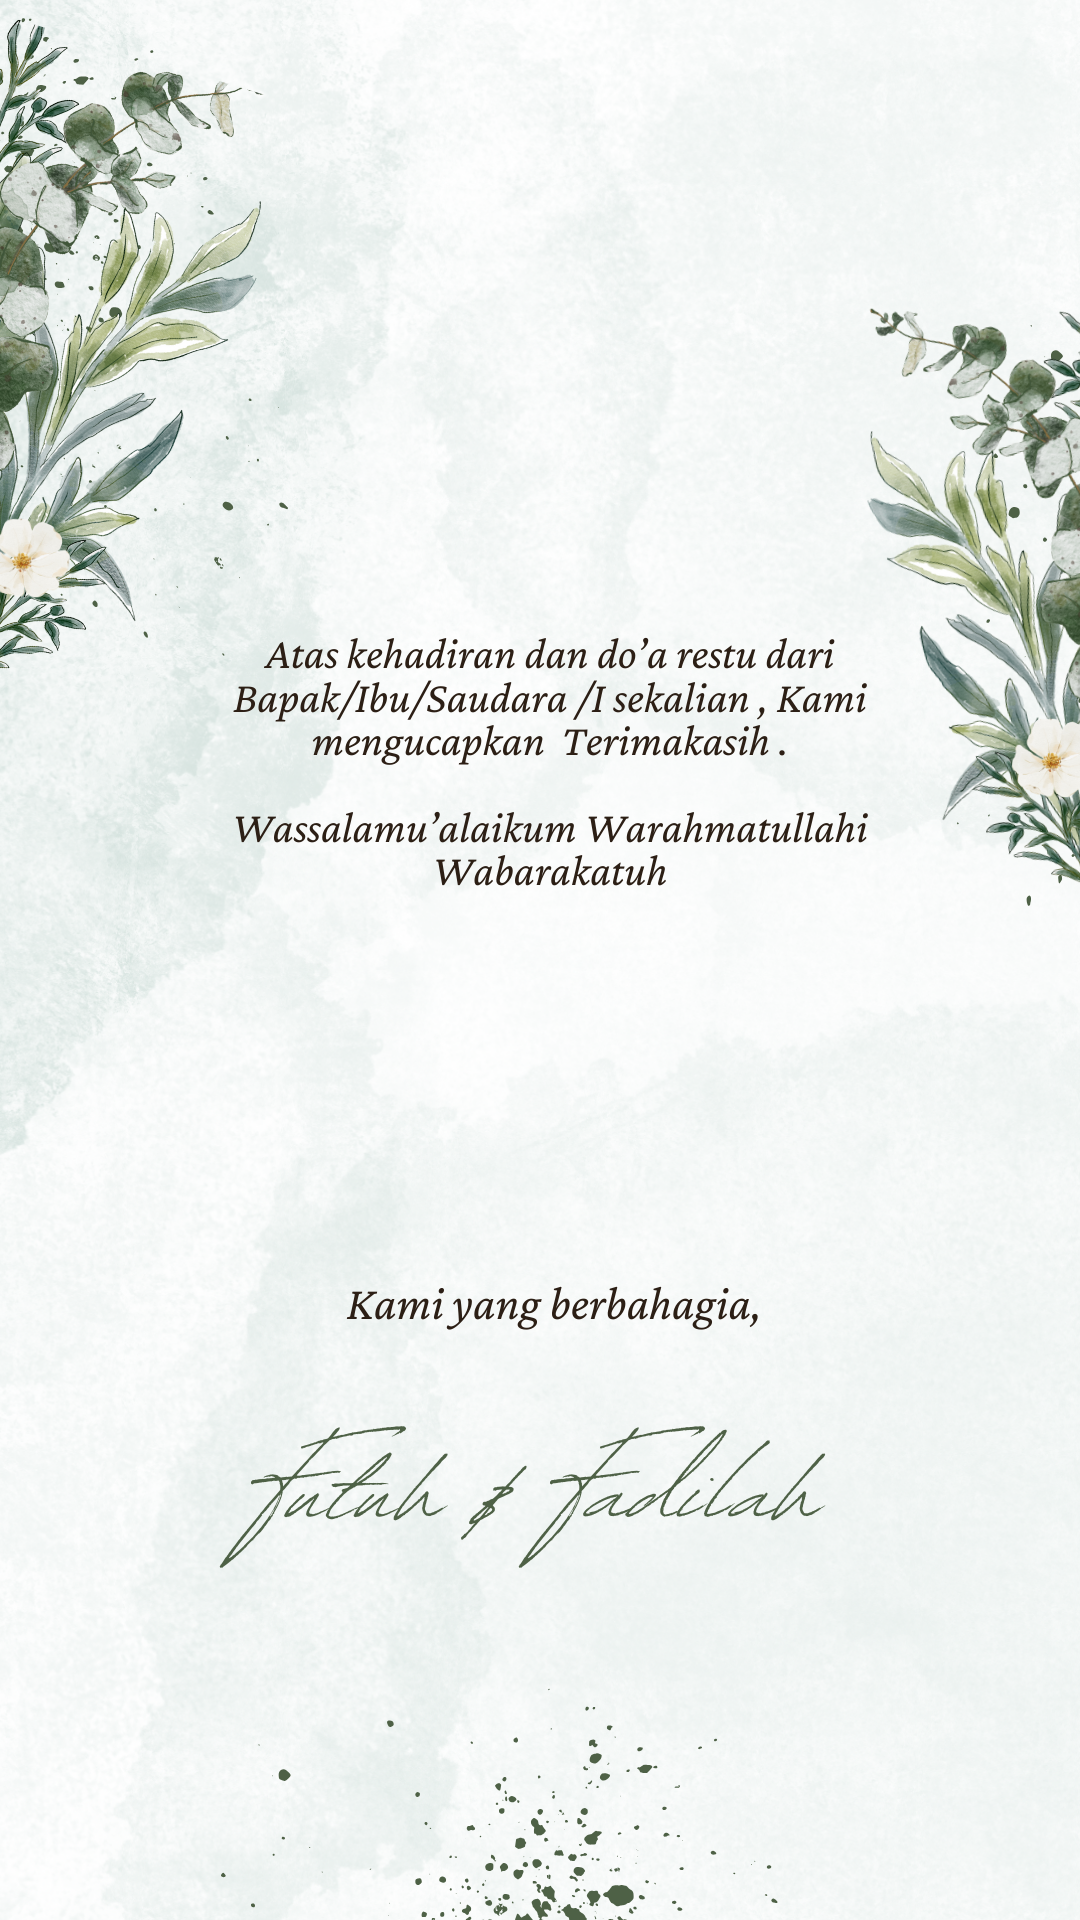 Atas kehadiran dan do’a restu dari
Bapak/Ibu/Saudara /I sekalian , Kami
mengucapkan  Terimakasih .
Wassalamu’alaikum Warahmatullahi
Wabarakatuh
Kami yang berbahagia,
Futuh & Fadilah